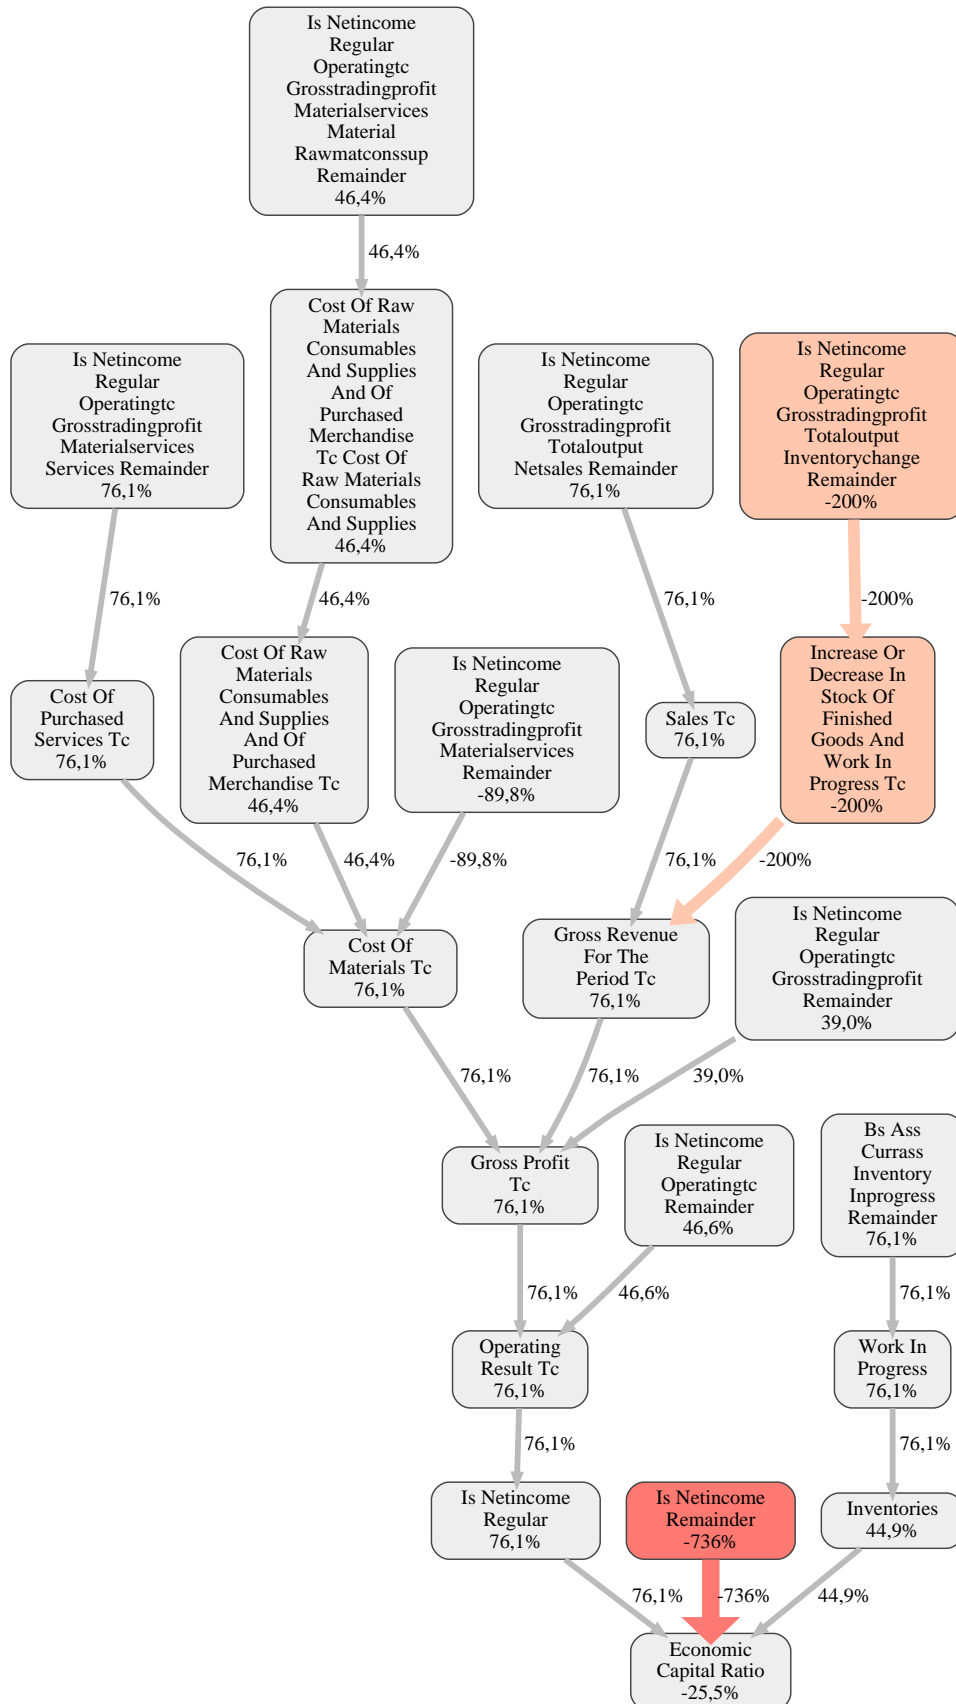 Is Netincome
Regular
Operatingtc
Grosstradingprofit
Materialservices
Material
Rawmatconssup
Remainder
46,4%
46,4%
Cost Of Raw
Materials
Consumables
And Supplies
And Of
Purchased
Merchandise
Tc Cost Of
Raw Materials
Consumables
And Supplies
46,4%
Is Netincome
Regular
Operatingtc
Grosstradingprofit
Materialservices
Services Remainder
76,1%
Is Netincome
Regular
Operatingtc
Grosstradingprofit
Totaloutput
Netsales Remainder
76,1%
Is Netincome
Regular
Operatingtc
Grosstradingprofit
Totaloutput
Inventorychange
Remainder
-200%
76,1%
46,4%
76,1%
-200%
Cost Of
Purchased
Services Tc
76,1%
Cost Of Raw
Materials
Consumables
And Supplies
And Of
Purchased
Merchandise Tc
46,4%
Is Netincome
Regular
Operatingtc
Grosstradingprofit
Materialservices
Remainder
-89,8%
Sales Tc
76,1%
Increase Or
Decrease In
Stock Of
Finished
Goods And
Work In
Progress Tc
-200%
76,1%
46,4%
-89,8%
76,1%
-200%
Cost Of
Materials Tc
76,1%
Gross Revenue
For The
Period Tc
76,1%
Is Netincome
Regular
Operatingtc
Grosstradingprofit
Remainder
39,0%
76,1%
76,1%
39,0%
Gross Profit
Tc
76,1%
Is Netincome
Regular
Operatingtc
Remainder
46,6%
Bs Ass
Currass
Inventory
Inprogress
Remainder
76,1%
76,1%
46,6%
76,1%
Operating
Result Tc
76,1%
Work In
Progress
76,1%
76,1%
76,1%
Is Netincome
Regular
76,1%
Is Netincome
Remainder
-736%
Inventories
44,9%
76,1%
-736%
44,9%
Economic
Capital Ratio
-25,5%